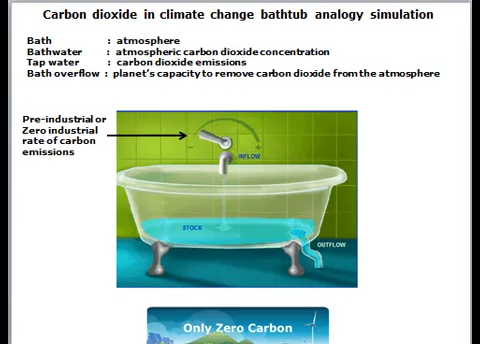 Carbon dioxide in climate change bathtub analogy simulation
Bath : atmosphere
Bathwater : atmospheric carbon dioxide concentration
Tap water : carbon dioxide emissions
Bath overflow : planet's capacity to remove carbon dioxide from the atmosphere
Pre-industrial or
Zero industrial
rate of carbon
emissions
- +
INFLOW
STOCK
OUTFLOW
Only Zero Carbon